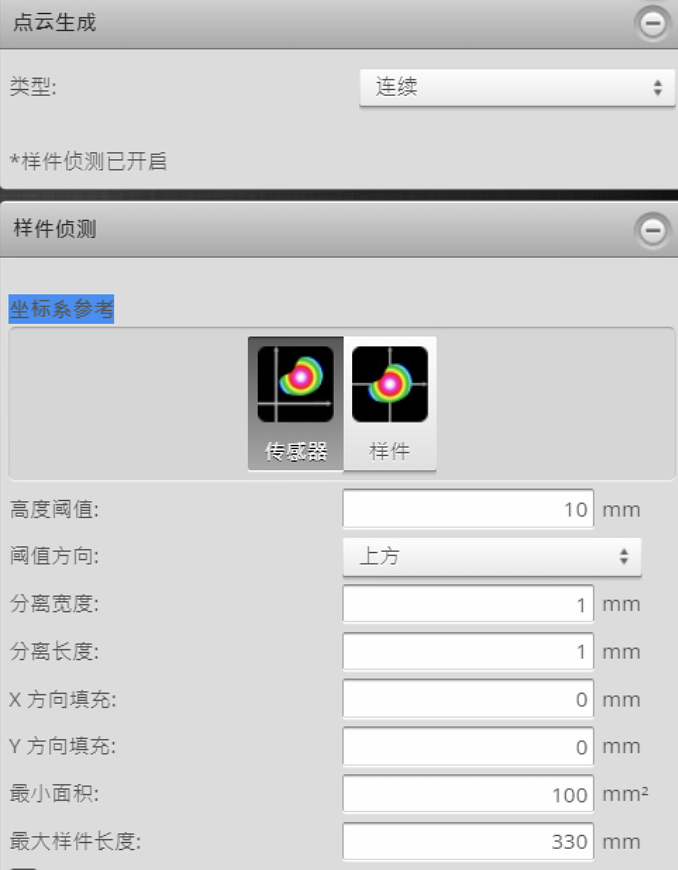 点云生成
类型: 连续
*样件侦测已开启
样件侦测
坐标系参考
传感器 样件
高度阈值: 10 mm
阈值方向: 上方
分离宽度: 1 mm
分离长度: 1 mm
X 方向填充: 0 mm
Y 方向填充: 0 mm
最小面积: 100 mm²
最大样件长度: 330 mm